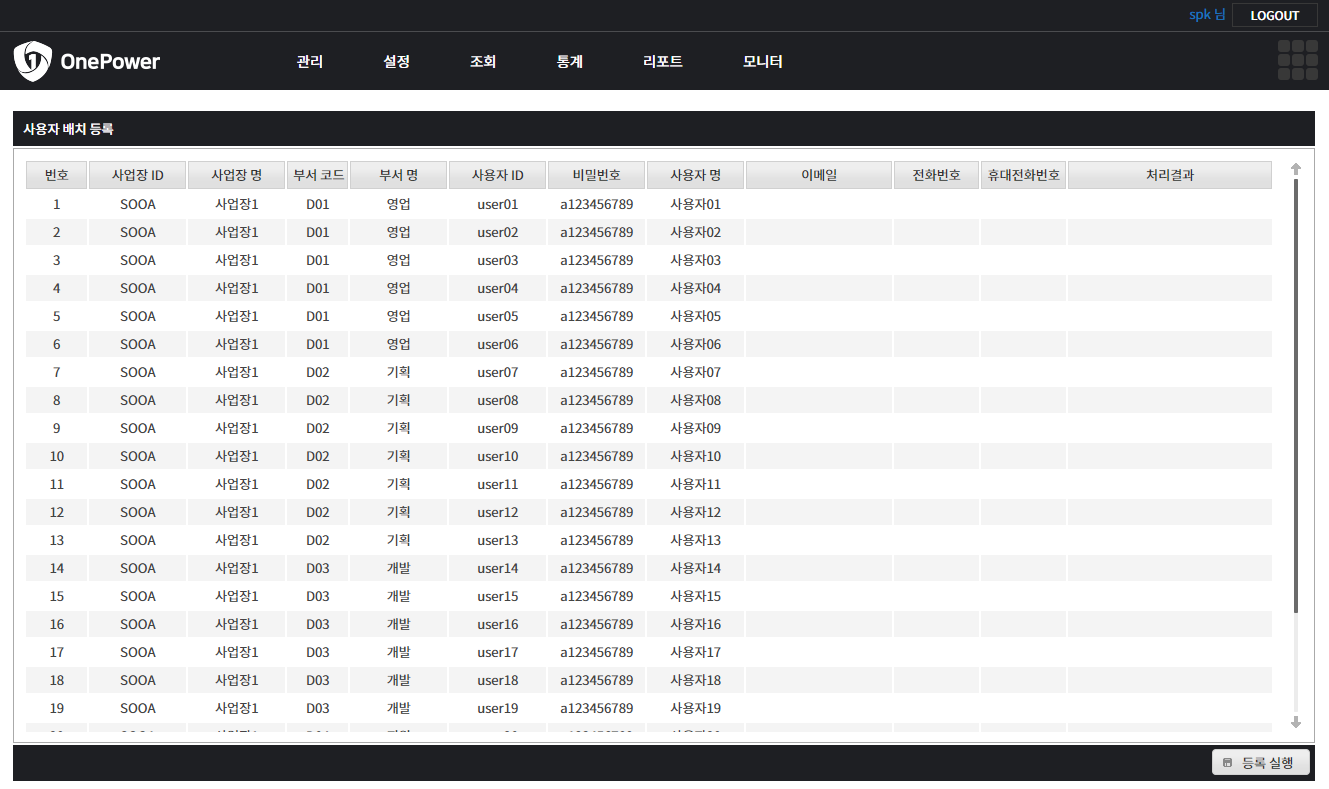 spk 님 LOGOUT
OnePower 관리 설정 조회 통계 리포트 모니터
사용자 배치 등록
번호 사업장 ID 사업장 명 부서 코드 부서 명 사용자 ID 비밀번호 사용자 명 이메일 전화번호 휴대전화번호 처리결과
1 SOOA 사업장1 D01 영업 user01 a123456789 사용자01
2 SOOA 사업장1 D01 영업 user02 a123456789 사용자02
3 SOOA 사업장1 D01 영업 user03 a123456789 사용자03
4 SOOA 사업장1 D01 영업 user04 a123456789 사용자04
5 SOOA 사업장1 D01 영업 user05 a123456789 사용자05
6 SOOA 사업장1 D01 영업 user06 a123456789 사용자06
7 SOOA 사업장1 D02 기획 user07 a123456789 사용자07
8 SOOA 사업장1 D02 기획 user08 a123456789 사용자08
9 SOOA 사업장1 D02 기획 user09 a123456789 사용자09
10 SOOA 사업장1 D02 기획 user10 a123456789 사용자10
11 SOOA 사업장1 D02 기획 user11 a123456789 사용자11
12 SOOA 사업장1 D02 기획 user12 a123456789 사용자12
13 SOOA 사업장1 D02 기획 user13 a123456789 사용자13
14 SOOA 사업장1 D03 개발 user14 a123456789 사용자14
15 SOOA 사업장1 D03 개발 user15 a123456789 사용자15
16 SOOA 사업장1 D03 개발 user16 a123456789 사용자16
17 SOOA 사업장1 D03 개발 user17 a123456789 사용자17
18 SOOA 사업장1 D03 개발 user18 a123456789 사용자18
19 SOOA 사업장1 D03 개발 user19 a123456789 사용자19
등록 실행